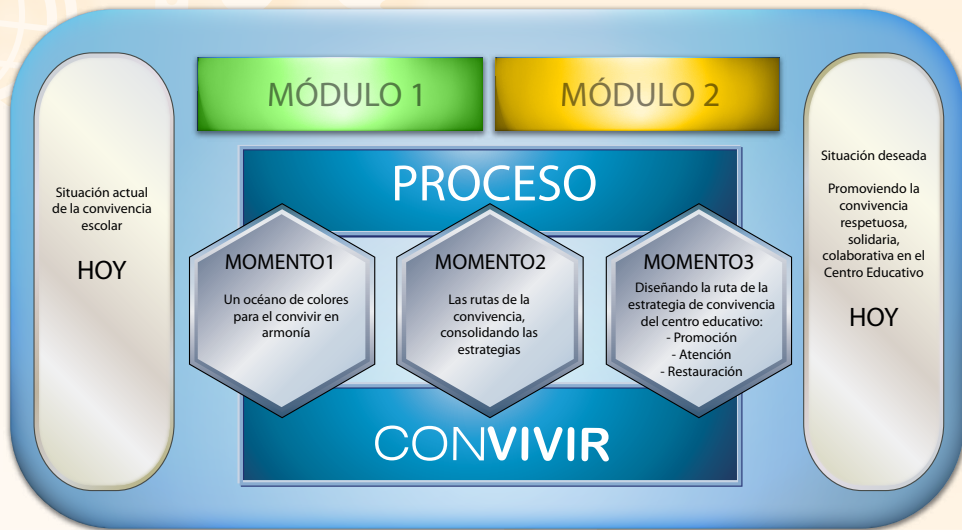 MÓDULO 1
MÓDULO 2
Situación actual
de la convivencia
escolar
HOY
PROCESO
MOMENTO1
Un océano de colores
para el convivir en
armonía
MOMENTO2
Las rutas de la
convivencia,
consolidando las
estrategias
MOMENTO3
Diseñando la ruta de la
estrategia de convivencia
del centro educativo:
- Promoción
- Atención
- Restauración
CONVIVIR
Situación deseada
Promoviendo la
convivencia
respetuosa,
solidaria,
colaborativa en el
Centro Educativo
HOY